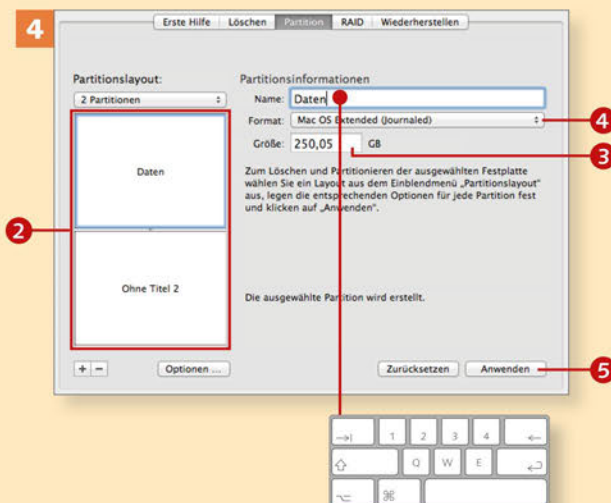 4
Erste Hilfe Löschen Partition RAID Wiederherstellen
Partitionslayout:
2 Partitionen
Daten
Ohne Titel 2
+ - Optionen ...
Partitionsinformationen
Name: Daten
Format: Mac OS Extended (Journaled)
Größe: 250,05 GB
Zum Löschen und Partitionieren der ausgewählten Festplatte
wählen Sie ein Layout aus dem Einblendmenü „Partitionslayout“
aus, legen die entsprechenden Optionen für jede Partition fest
und klicken auf „Anwenden“.
Die ausgewählte Partition wird erstellt.
Zurücksetzen Anwenden
2
4
3
5
1 2 3 4
Q W E
⌥ ⌘